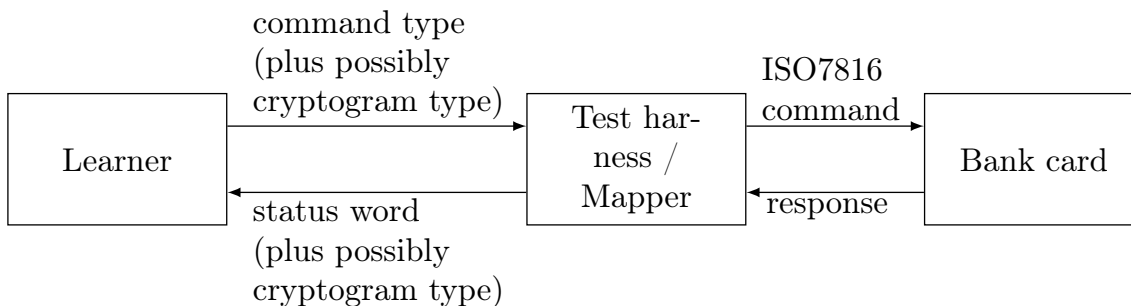 command type
(plus possibly
cryptogram type)
Learner
status word
(plus possibly
cryptogram type)
Test har-
ness /
Mapper
ISO7816
command
response
Bank card